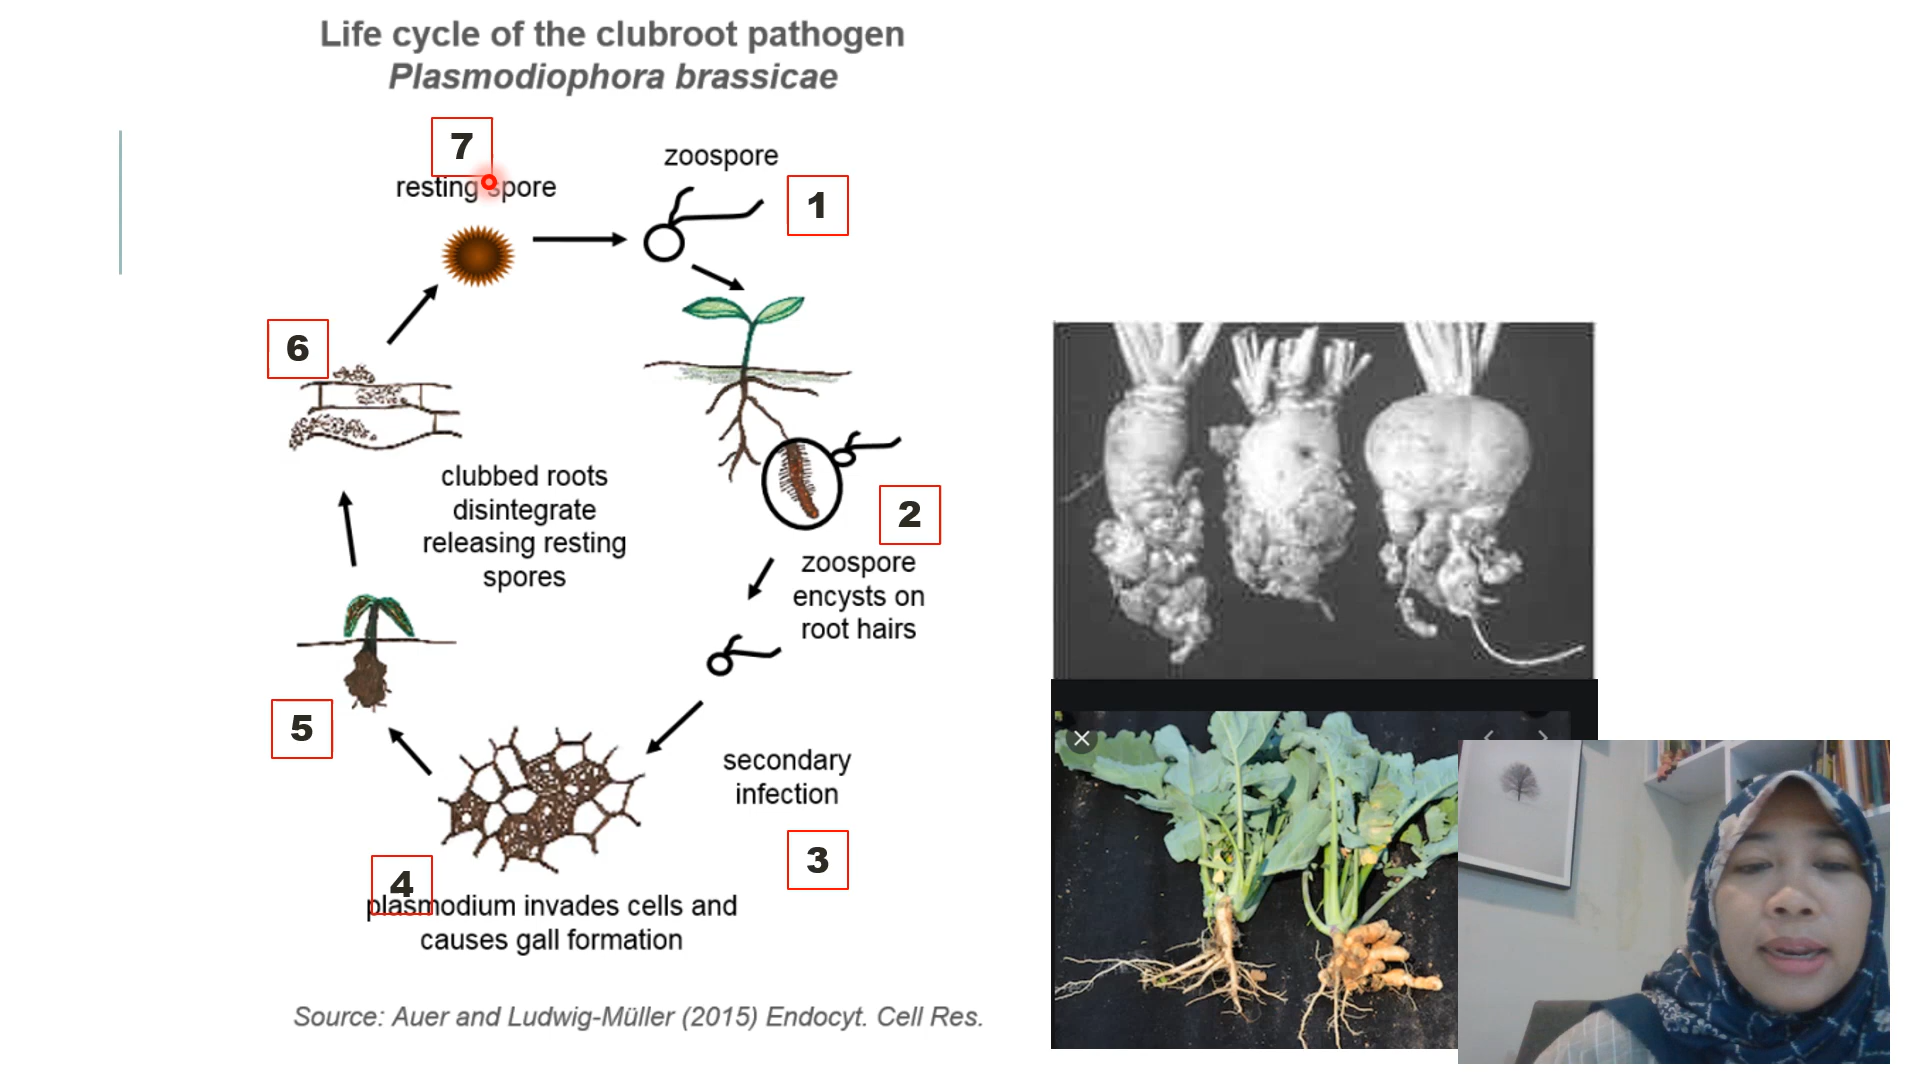 Life cycle of the clubroot pathogen
Plasmodiophora brassicae
7
resting spore
zoospore
1
6
clubbed roots
disintegrate
releasing resting
spores
2
zoospore
encysts on
root hairs
5
secondary
infection
3
4
plasmodium invades cells and
causes gall formation
Source: Auer and Ludwig-Müller (2015) Endocyt. Cell Res.